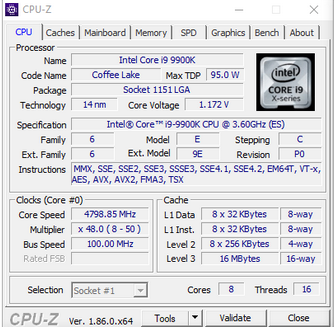 CPU-Z
CPU Caches Mainboard Memory SPD Graphics Bench About
Processor
Name Intel Core i9 9900K
Code Name Coffee Lake Max TDP 95.0 W
Package Socket 1151 LGA
Technology 14 nm Core Voltage 1.172 V
intel
CORE i9
X-series
Specification Intel® Core™ i9-9900K CPU @ 3.60GHz (ES)
Family 6 Model E Stepping C
Ext. Family 6 Ext. Model 9E Revision P0
Instructions MMX, SSE, SSE2, SSE3, SSSE3, SSE4.1, SSE4.2, EM64T, VT-x,
AES, AVX, AVX2, FMA3, TSX
Clocks (Core #0)
Core Speed 4798.85 MHz
Multiplier x 48.0 ( 8 - 50 )
Bus Speed 100.00 MHz
Rated FSB
Cache
L1 Data 8 x 32 KBytes 8-way
L1 Inst. 8 x 32 KBytes 8-way
Level 2 8 x 256 KBytes 4-way
Level 3 16 MBytes 16-way
Selection Socket #1 Cores 8 Threads 16
CPU-Z Ver. 1.86.0.x64 Tools Validate Close